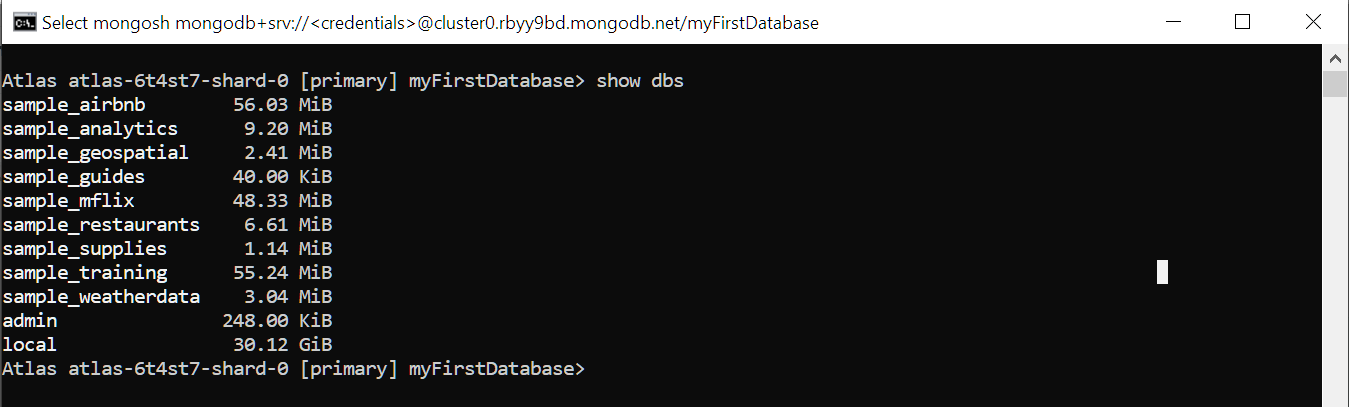 Select mongosh mongodb+srv://<credentials>@cluster0.rbyy9bd.mongodb.net/myFirstDatabase
Atlas atlas-6t4st7-shard-0 [primary] myFirstDatabase> show dbs
sample_airbnb        56.03 MiB
sample_analytics      9.20 MiB
sample_geospatial     2.41 MiB
sample_guides        40.00 KiB
sample_mflix         48.33 MiB
sample_restaurants    6.61 MiB
sample_supplies       1.14 MiB
sample_training      55.24 MiB
sample_weatherdata    3.04 MiB
admin               248.00 KiB
local                30.12 GiB
Atlas atlas-6t4st7-shard-0 [primary] myFirstDatabase>